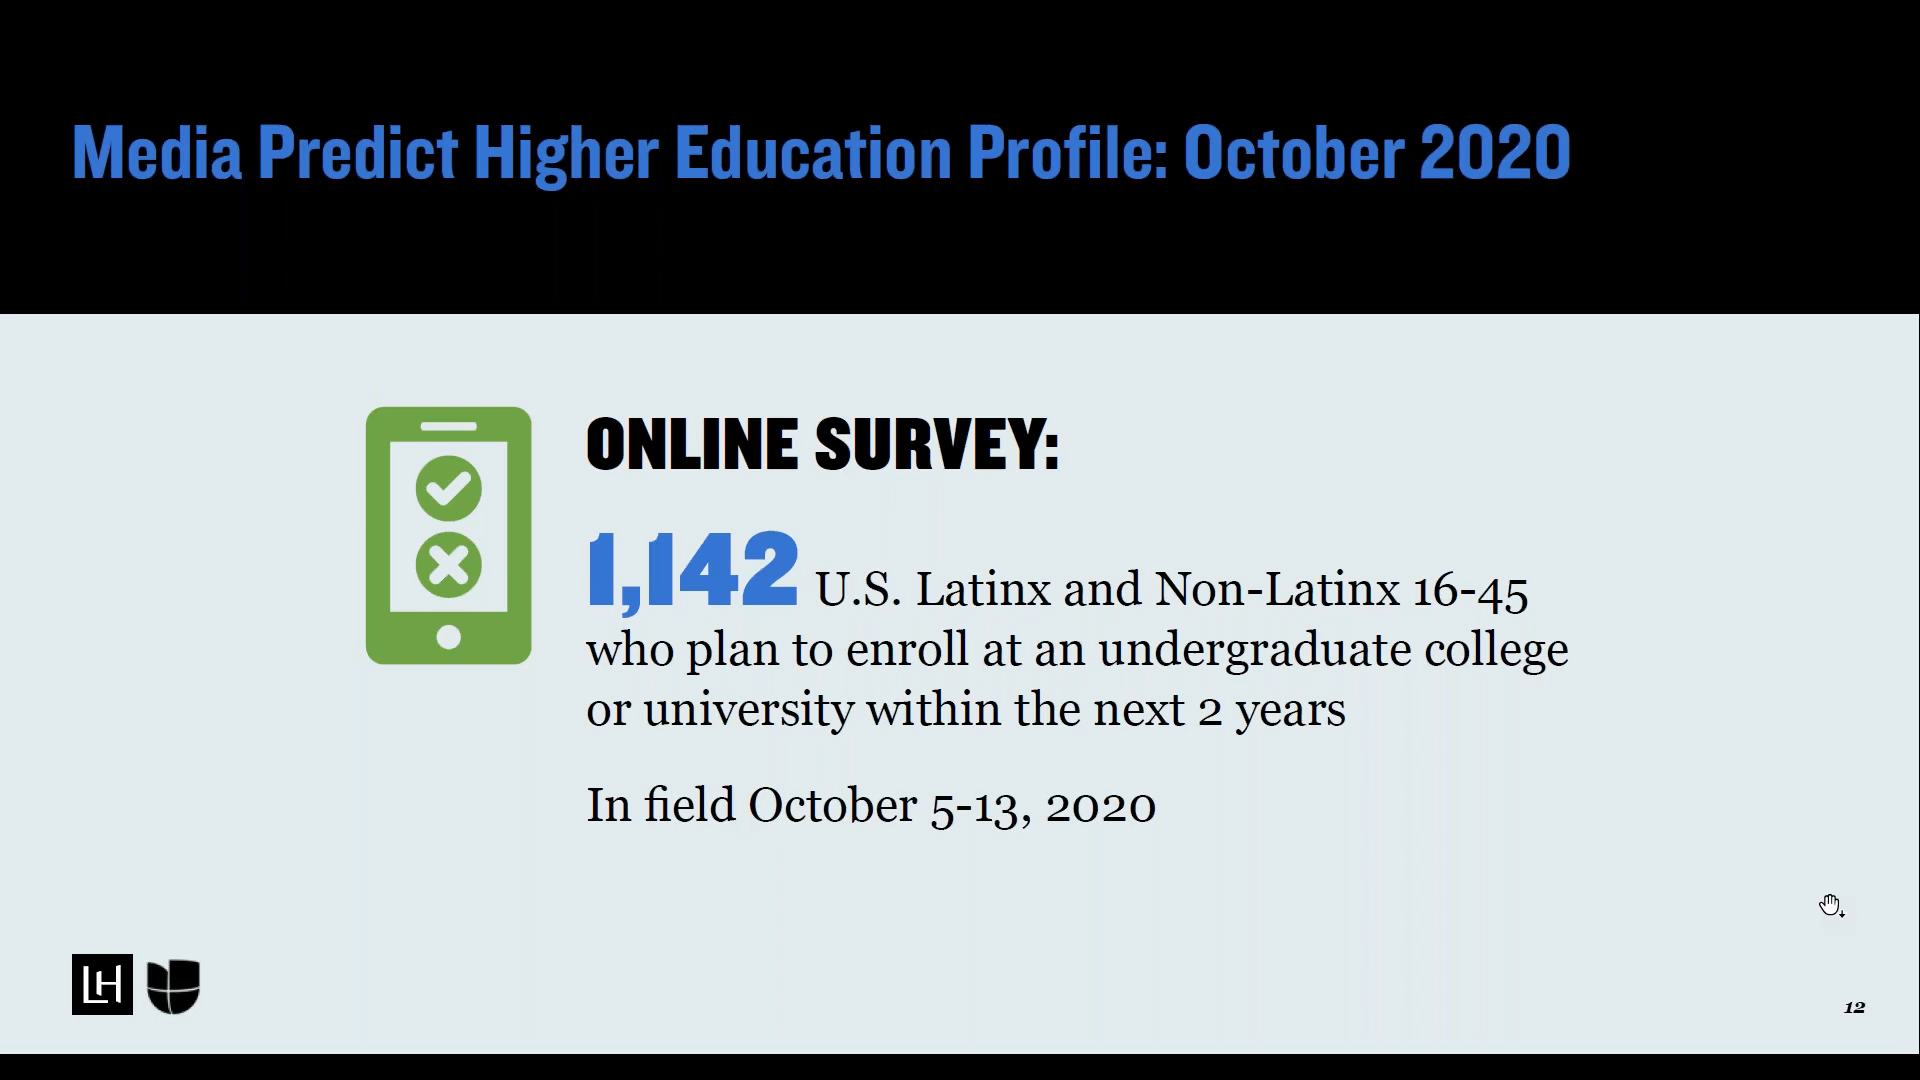 Media Predict Higher Education Profile: October 2020
ONLINE SURVEY:
1,142 U.S. Latinx and Non-Latinx 16-45
who plan to enroll at an undergraduate college
or university within the next 2 years
In field October 5-13, 2020
LH
12